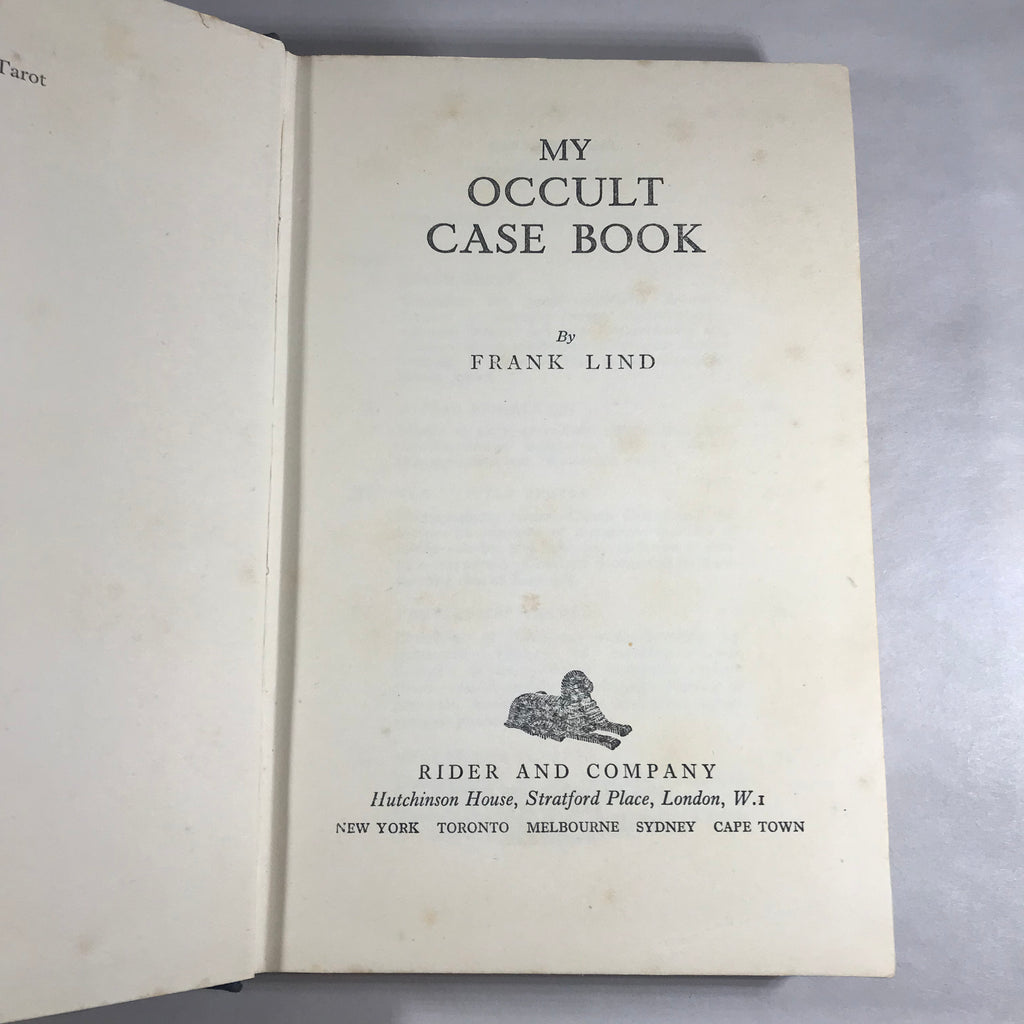 Tarot
MY
OCCULT
CASE BOOK
By
FRANK LIND
RIDER AND COMPANY
Hutchinson House, Stratford Place, London, W.1
NEW YORK TORONTO MELBOURNE SYDNEY CAPE TOWN